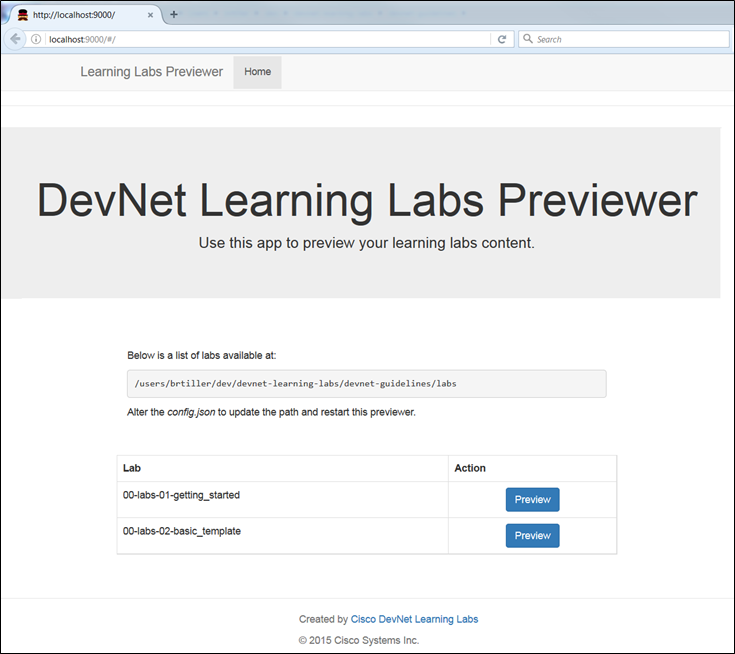 http://localhost:9000/
localhost:9000/#/
Search
Learning Labs Previewer
Home
DevNet Learning Labs Previewer
Use this app to preview your learning labs content.
Below is a list of labs available at:
/users/brtiller/dev/devnet-learning-labs/devnet-guidelines/labs
Alter the config.json to update the path and restart this previewer.
Lab Action
00-labs-01-getting_started Preview
00-labs-02-basic_template Preview
Created by Cisco DevNet Learning Labs
© 2015 Cisco Systems Inc.